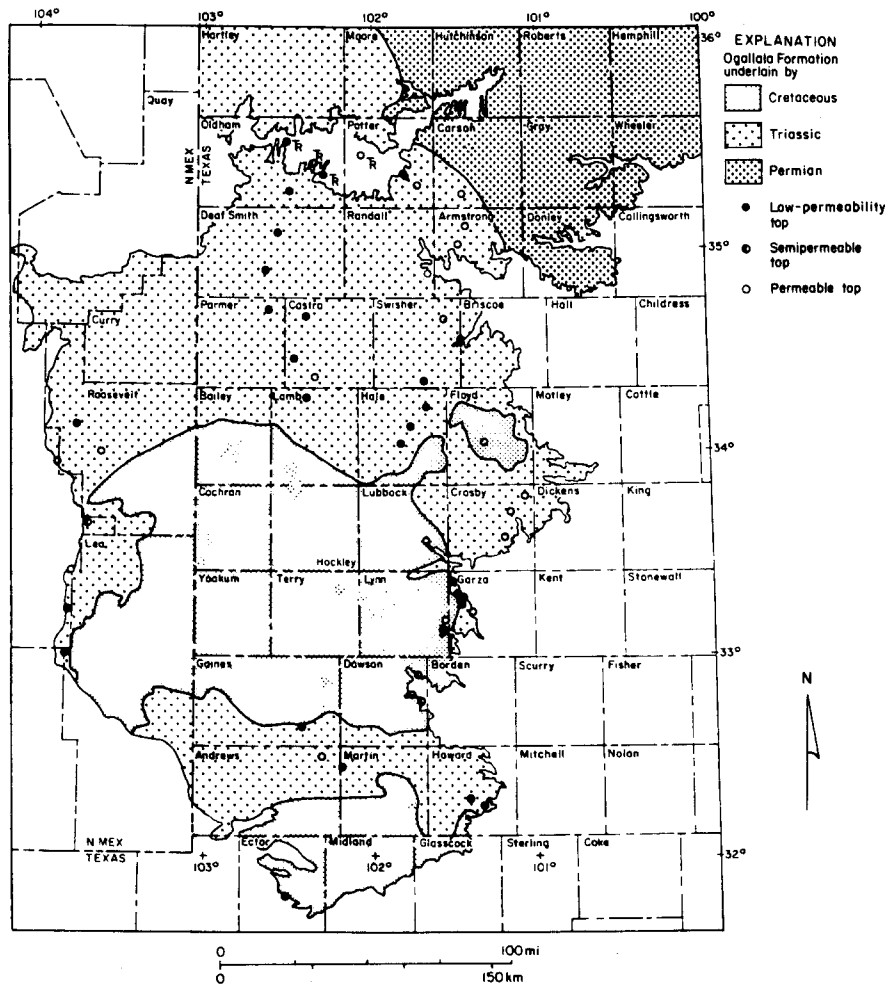 104°
103°
102°
101°
100°
Hartley
Moore
Hutchinson
Roberts
Hemphill
36°
Quay
Oldham
Potter
Carson
Gray
Wheeler
TR
TR
TR
TR
N MEX
TEXAS
Deaf Smith
Randall
Armstrong
Donley
Collingsworth
35°
Curry
Parmer
Castro
Swisher
Briscoe
Hall
Childress
Roosevelt
Bailey
Lamb
Hale
Floyd
Motley
Cottle
34°
Cochran
Lubbock
Crosby
Dickens
King
Lea
Hockley
Yoakum
Terry
Lynn
Garza
Kent
Stonewall
33°
Gaines
Dawson
Borden
Scurry
Fisher
Andrews
Martin
Howard
Mitchell
Nolan
N MEX
TEXAS
Ector
Midland
Glasscock
Sterling
Coke
103°
102°
101°
32°
EXPLANATION
Ogallala Formation
underlain by
Cretaceous
Triassic
Permian
Low-permeability
top
Semipermeable
top
Permeable top
N
0 100 mi
0 150 km